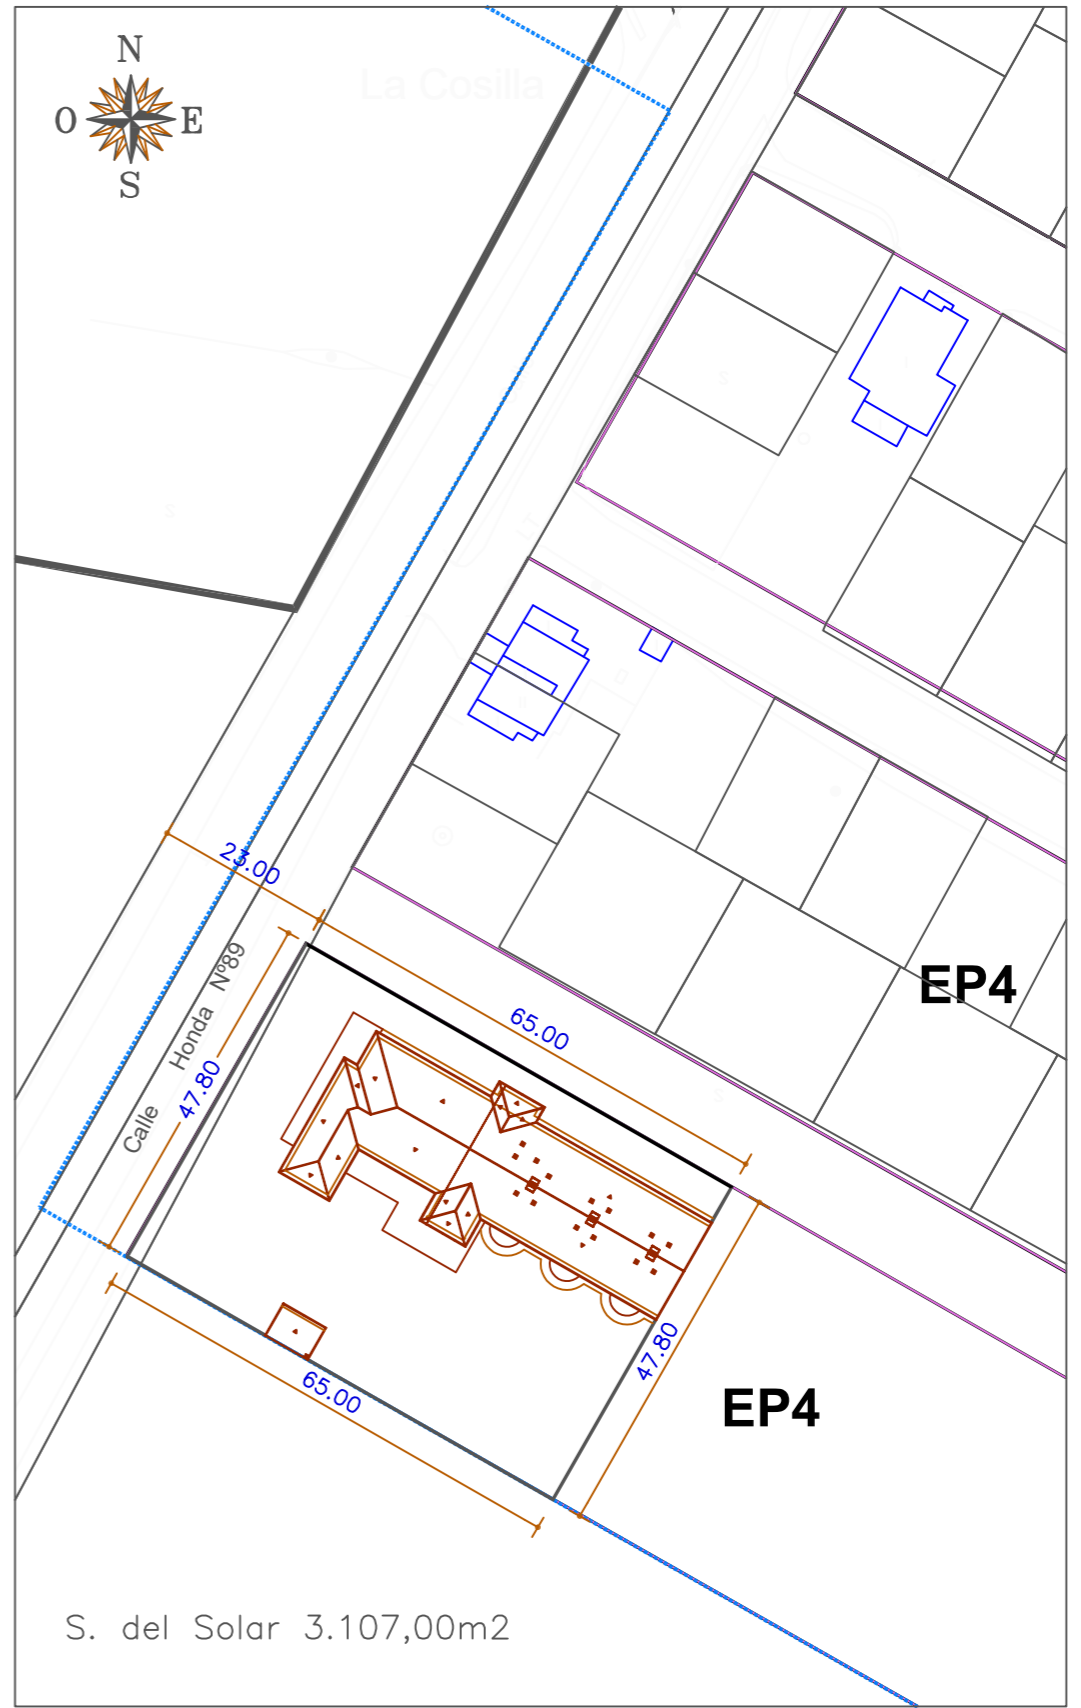 N
O E
S
La Cosilla
23.00
Calle Honda Nº89
47.80
65.00
EP4
47.80
65.00
EP4
S. del Solar 3.107,00m2